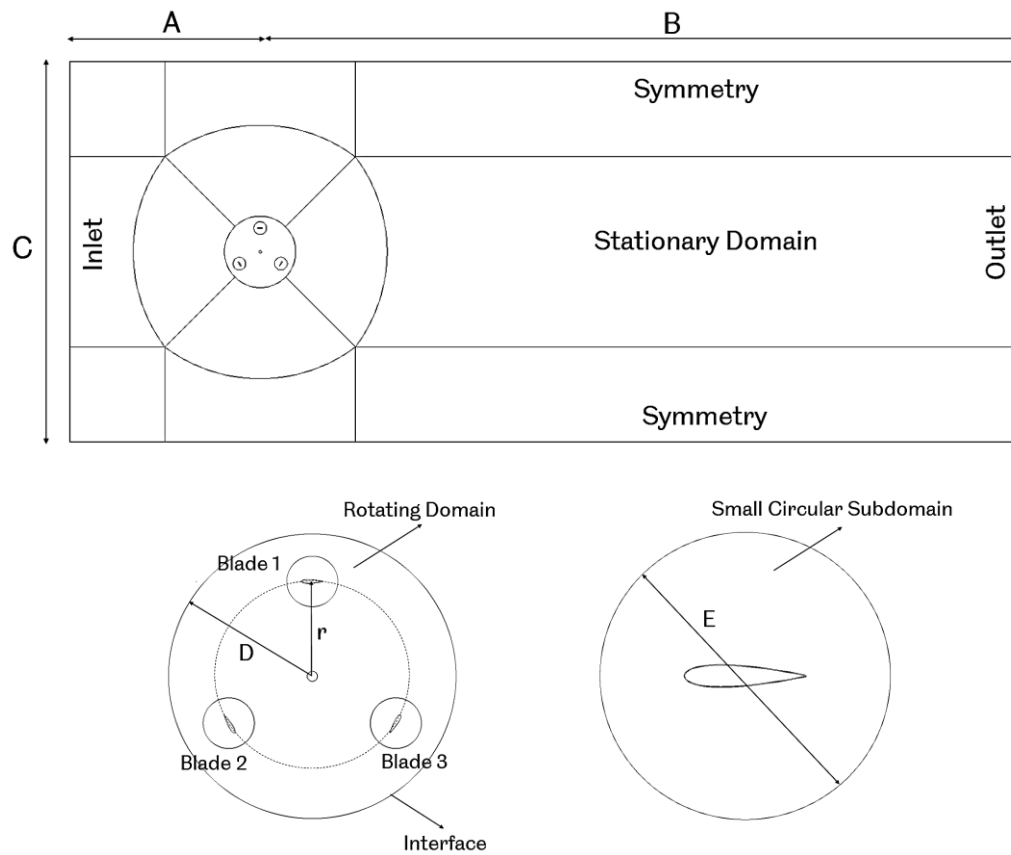 A
B
Symmetry
C
Inlet
Stationary Domain
Outlet
Symmetry
Rotating Domain
Small Circular Subdomain
Blade 1
r
D
E
Blade 2
Blade 3
Interface